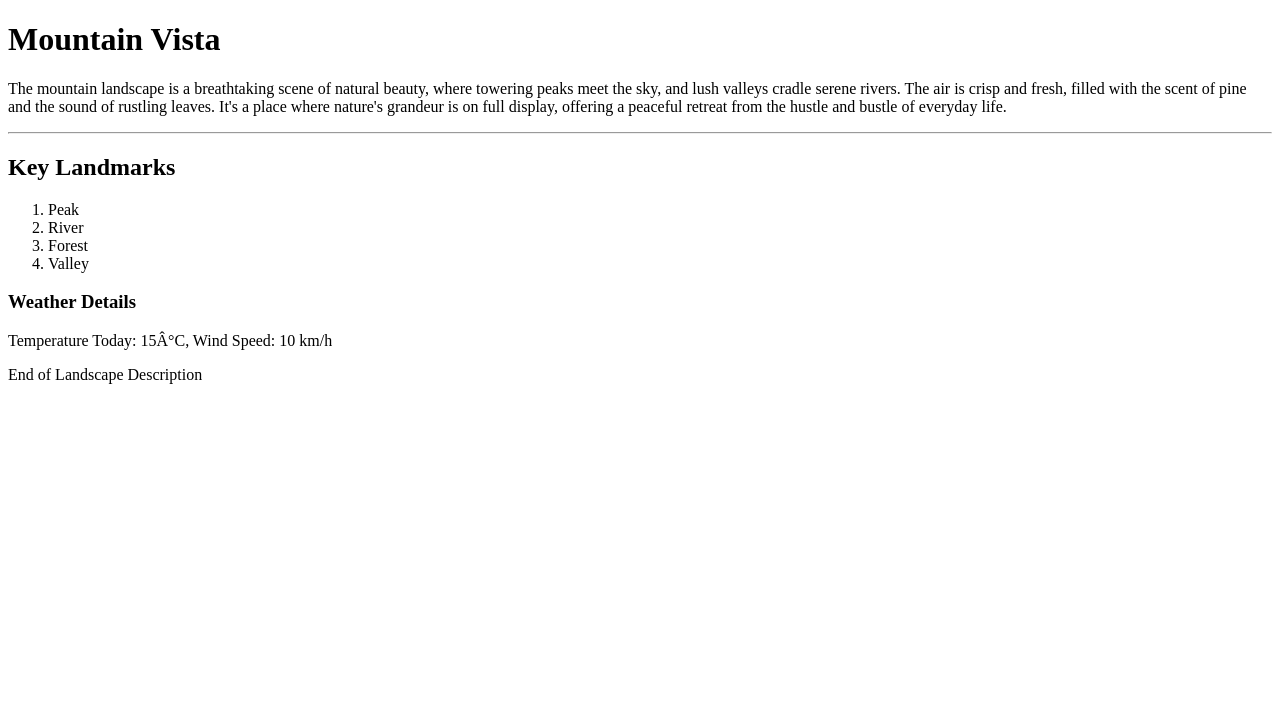 Mountain Vista
The mountain landscape is a breathtaking scene of natural beauty, where towering peaks meet the sky, and lush valleys cradle serene rivers. The air is crisp and fresh, filled with the scent of pine
and the sound of rustling leaves. It's a place where nature's grandeur is on full display, offering a peaceful retreat from the hustle and bustle of everyday life.
Key Landmarks
1. Peak
2. River
3. Forest
4. Valley
Weather Details
Temperature Today: 15Â°C, Wind Speed: 10 km/h
End of Landscape Description